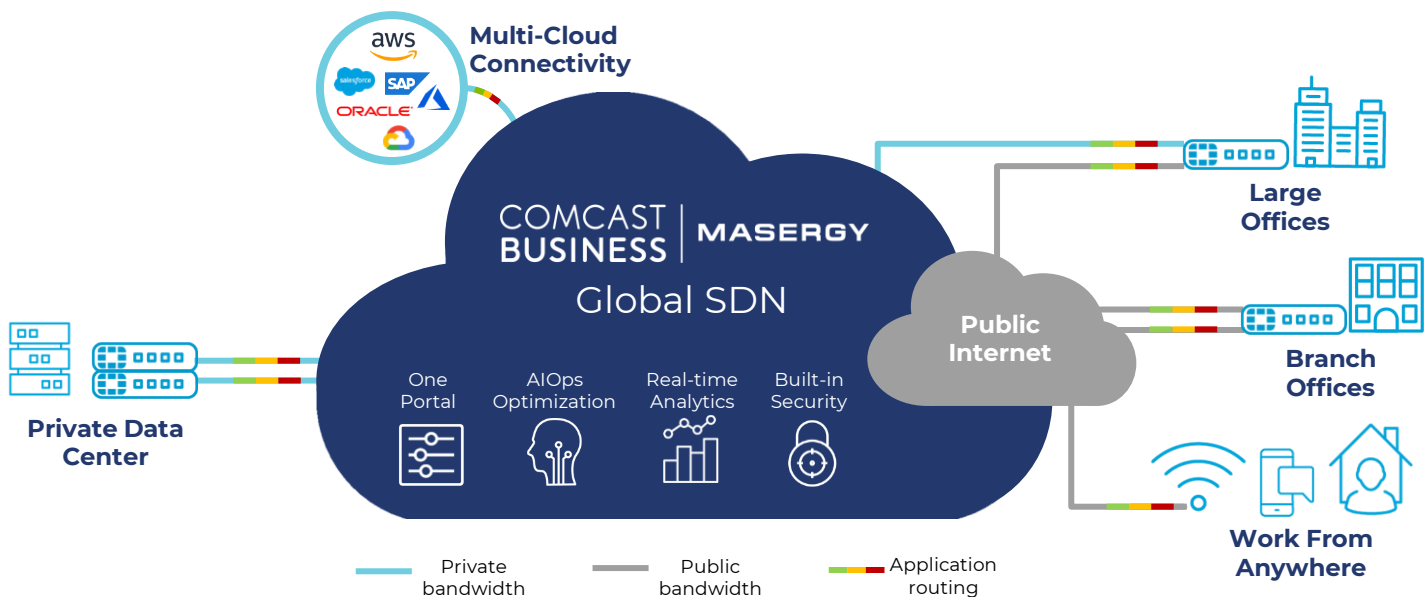 aws
salesforce
SAP
ORACLE
Multi-Cloud
Connectivity
COMCAST
BUSINESS
MASERGY
Global SDN
One
Portal
AIOps
Optimization
Real-time
Analytics
Built-in
Security
Public
Internet
Private Data
Center
Large
Offices
Branch
Offices
Work From
Anywhere
Private
bandwidth
Public
bandwidth
Application
routing